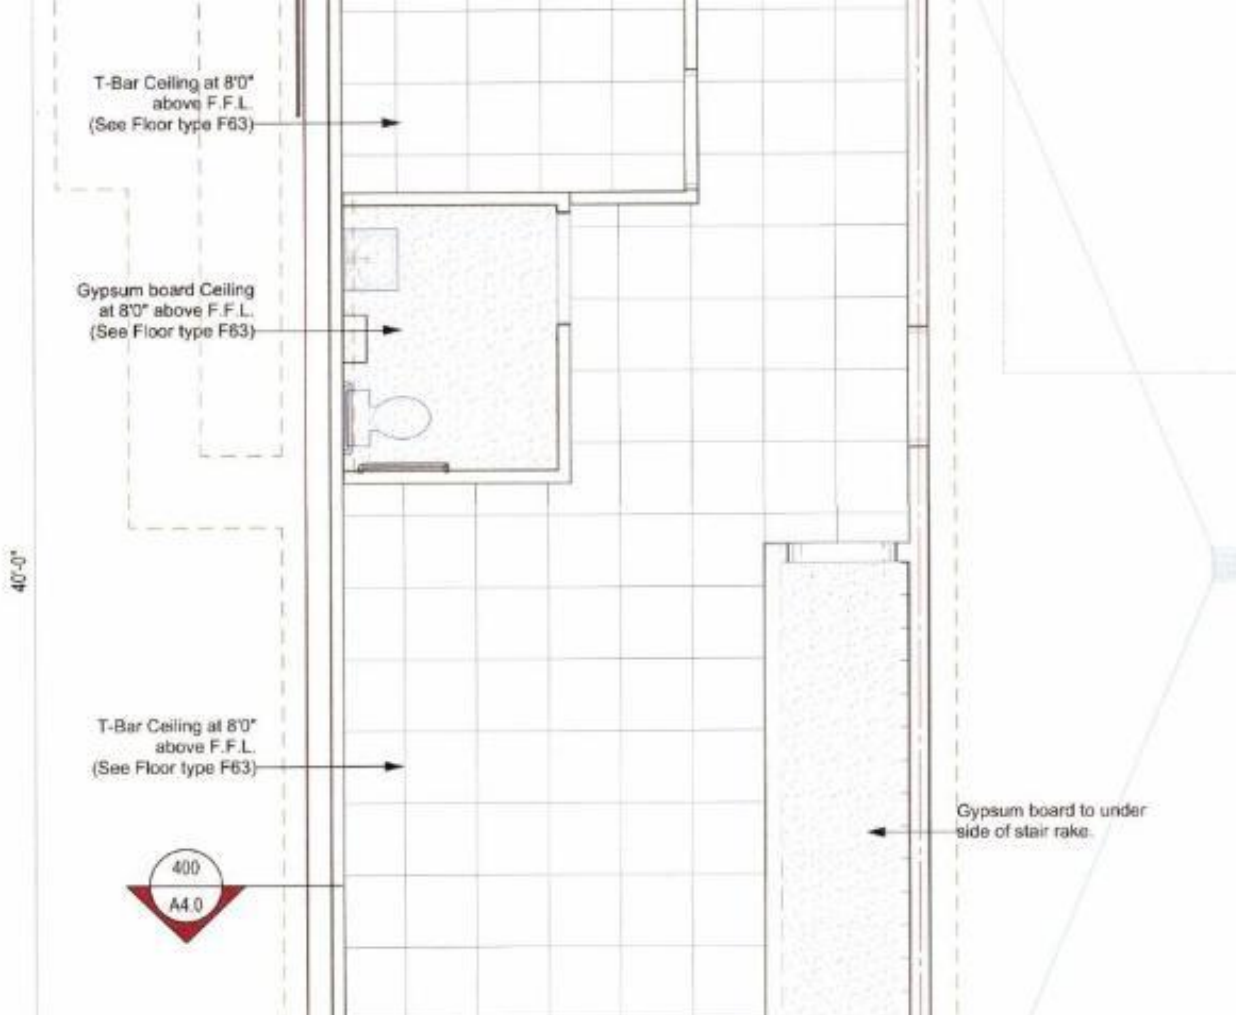 T-Bar Ceiling at 8'0"
above F.F.L.
(See Floor type F63)
Gypsum board Ceiling
at 8'0" above F.F.L.
(See Floor type F63)
40'-0"
T-Bar Ceiling at 8'0"
above F.F.L.
(See Floor type F63)
Gypsum board to under
side of stair rake.
400
A4.0